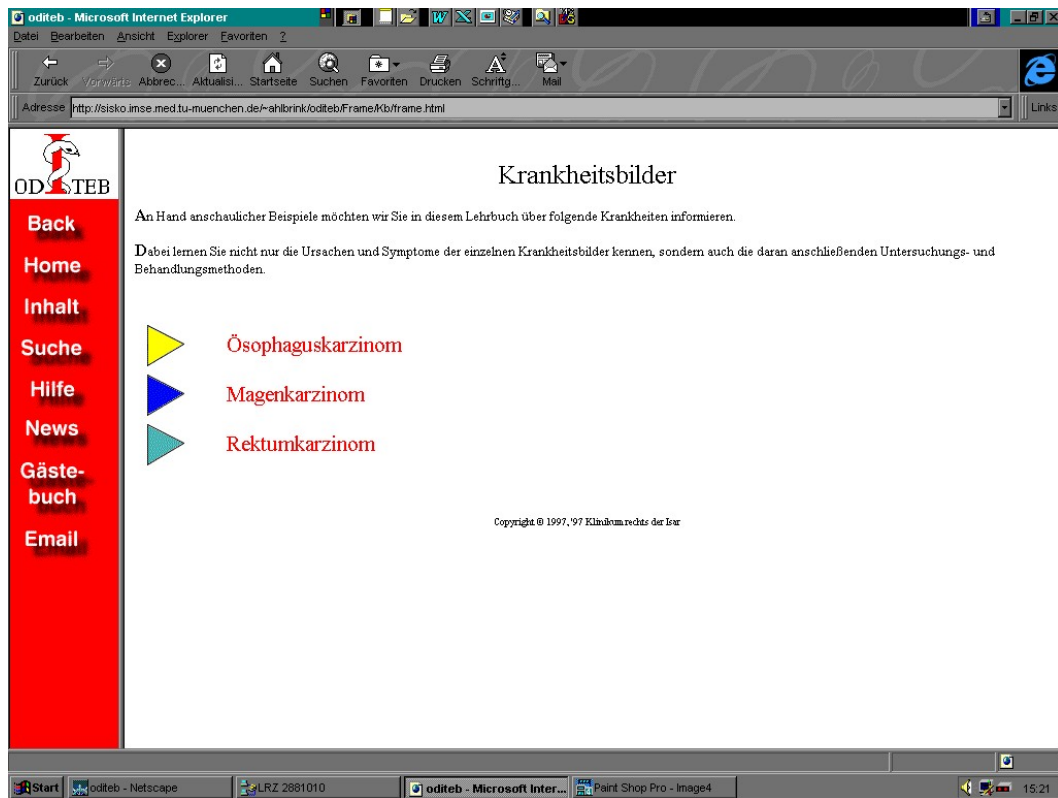 oditeb - Microsoft Internet Explorer
Datei Bearbeiten Ansicht Explorer Favoriten ?
Zurück Vorwärts Abbrec... Aktualisi... Startseite Suchen Favoriten Drucken Schriftg... Mail
Adresse http://sisko.imse.med.tu-muenchen.de/~ahlbrink/oditeb/Frame/Kb/frame.html Links
ODITEB
Back
Home
Inhalt
Suche
Hilfe
News
Gäste-
buch
Email
Krankheitsbilder
An Hand anschaulicher Beispiele möchten wir Sie in diesem Lehrbuch über folgende Krankheiten informieren.
Dabei lernen Sie nicht nur die Ursachen und Symptome der einzelnen Krankheitsbilder kennen, sondern auch die daran anschließenden Untersuchungs- und
Behandlungsmethoden.
Ösophaguskarzinom
Magenkarzinom
Rektumkarzinom
Copyright © 1997, '97 Klinikum rechts der Isar
Start oditeb - Netscape LRZ 2881010 oditeb - Microsoft Inter... Paint Shop Pro - Image4 15:21